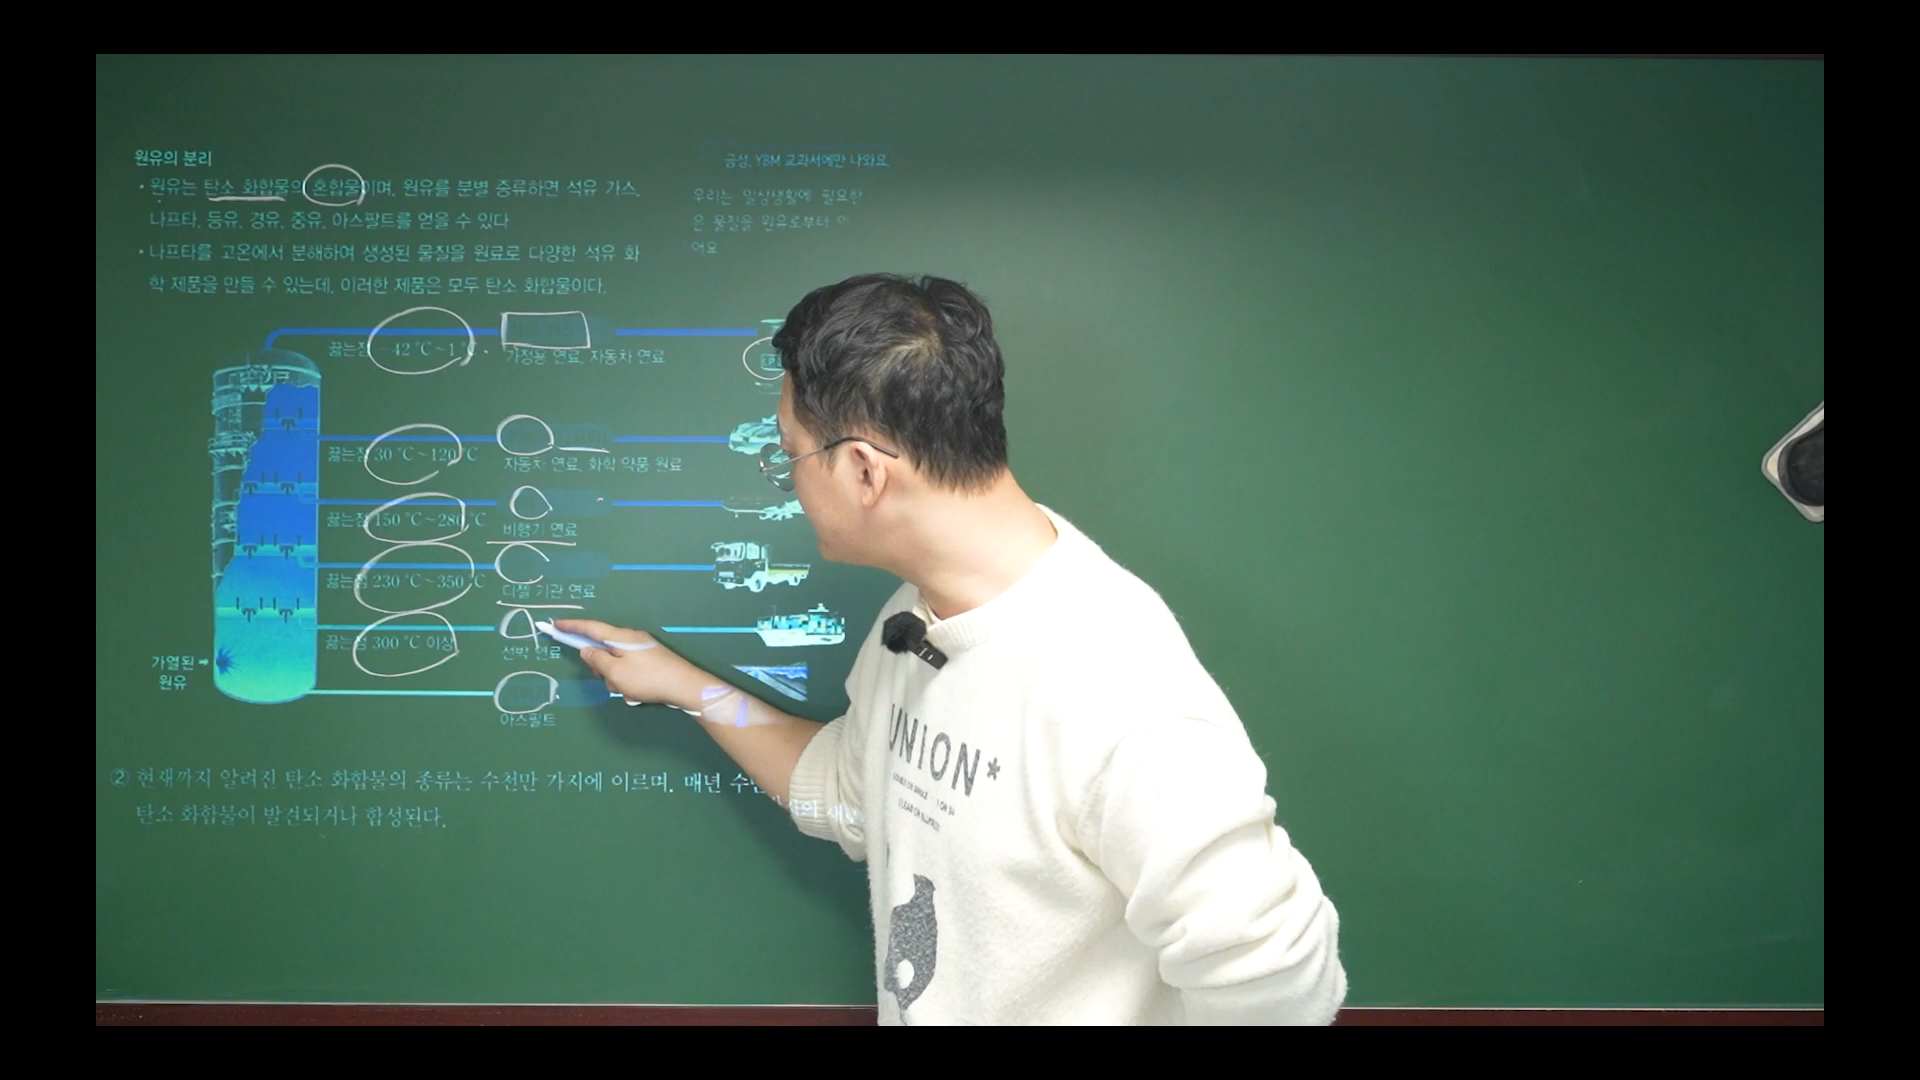 원유의 분리
• 원유는 탄소 화합물의 혼합물이며, 원유를 분별 증류하면 석유 가스,
나프타, 등유, 경유, 중유, 아스팔트를 얻을 수 있다
• 나프타를 고온에서 분해하여 생성된 물질을 원료로 다양한 석유 화
학 제품을 만들 수 있는데, 이러한 제품은 모두 탄소 화합물이다.
금성, YBM 교과서에만 나와요.
우리는 일상생활에 필요한
은 물질을 원유로부터
어요
끓는점 -42 ℃~1 ℃
가정용 연료, 자동차 연료
끓는점 30 ℃~120 ℃
자동차 연료, 화학 약품 원료
끓는점 150 ℃~280 ℃
비행기 연료
끓는점 230 ℃~350 ℃
디젤 기관 연료
끓는점 300 ℃ 이상
선박 연료
가열된
원유
아스팔트
② 현재까지 알려진 탄소 화합물의 종류는 수천만 가지에 이르며, 매년
탄소 화합물이 발견되거나 합성된다.
UNION*